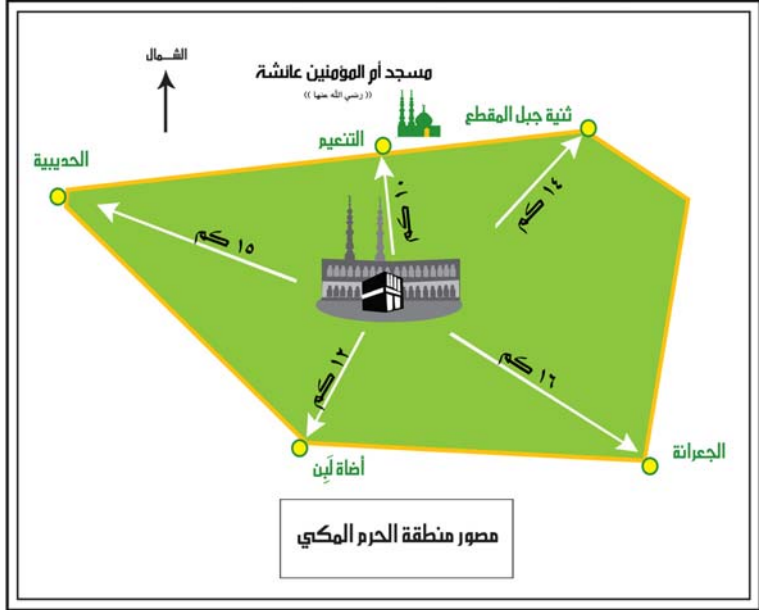 الشمال
مسجد أم المؤمنين عائشة
(( رضي الله عنها ))
ثنية جبل المقطع
التنعيم
الحديبية
١٤ كم
١٠ كم
١٥ كم
١٢ كم
١٦ كم
الجعرانة
أضاة لَبِن
مصور منطقة الحرم المكي